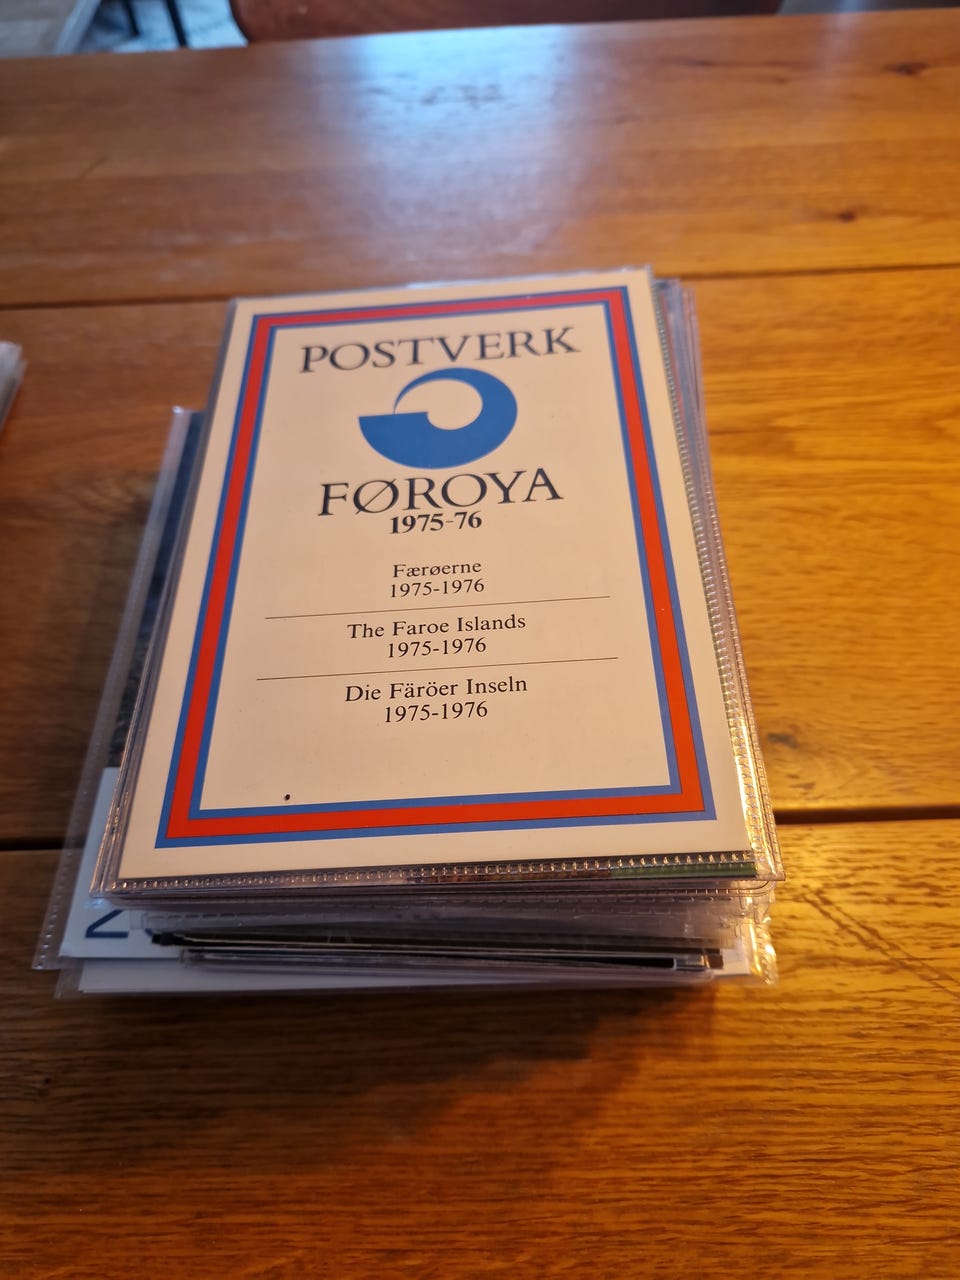 POSTVERK
FØROYA
1975-76
Færøerne
1975-1976
The Faroe Islands
1975-1976
Die Färöer Inseln
1975-1976